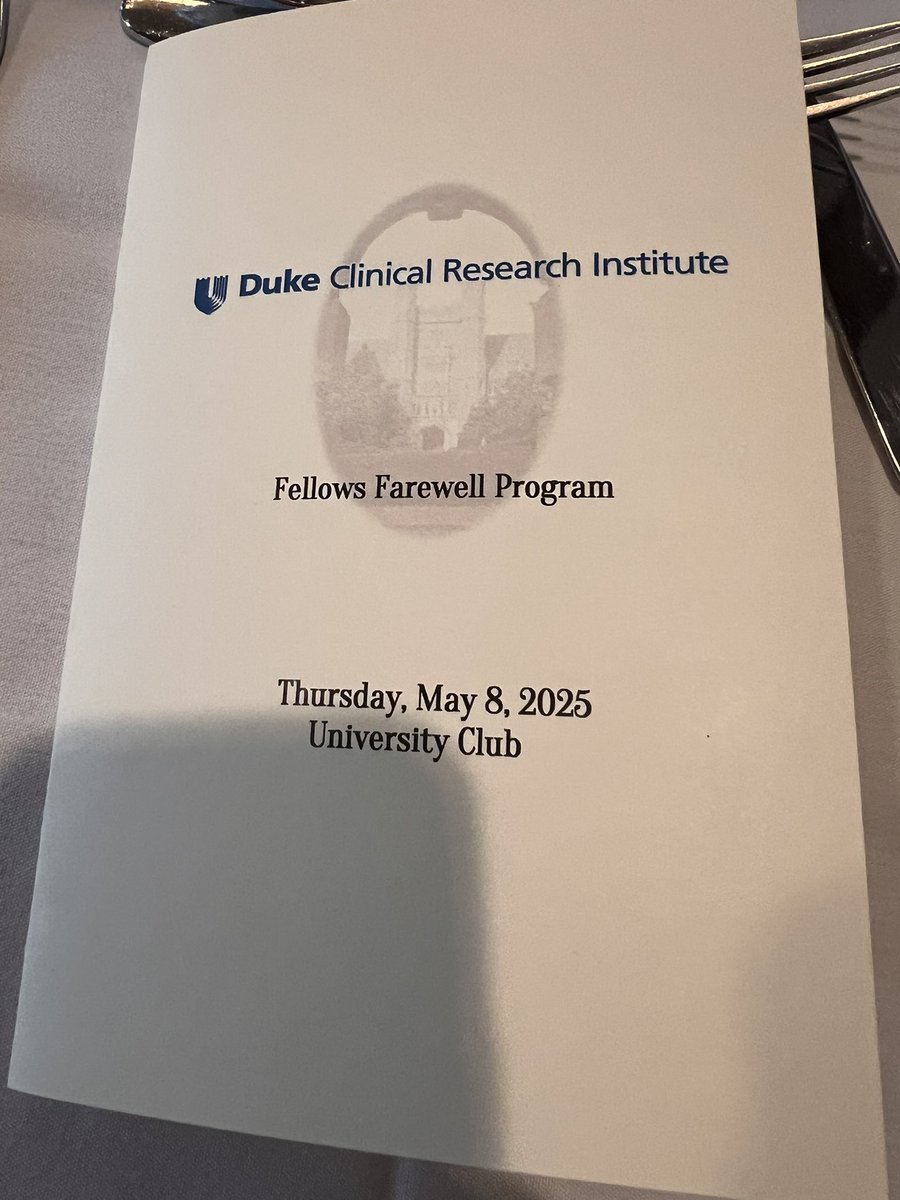 Duke Clinical Research Institute
Fellows Farewell Program
Thursday, May 8, 2025
University Club